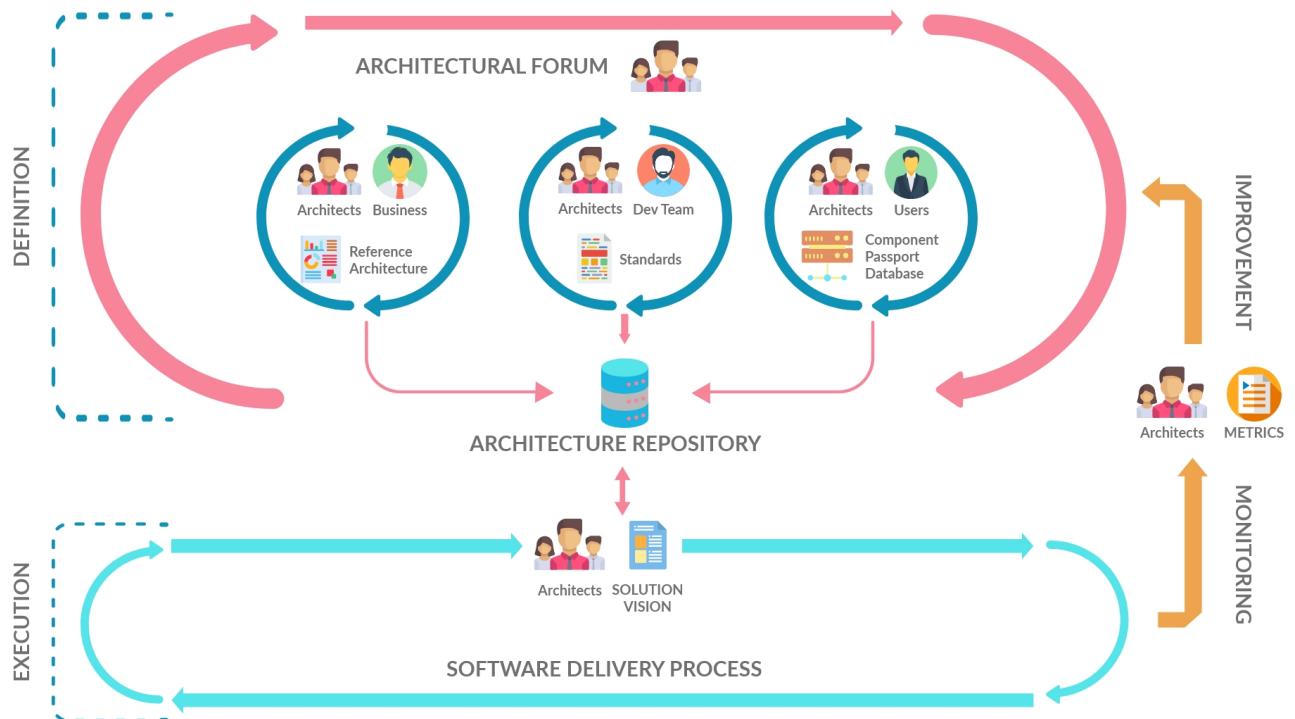 ARCHITECTURAL FORUM
DEFINITION
Architects
Business
Reference
Architecture
Architects
Dev Team
Standards
Architects
Users
Component
Passport
Database
IMPROVEMENT
Architects
METRICS
ARCHITECTURE REPOSITORY
MONITORING
EXECUTION
Architects
SOLUTION
VISION
SOFTWARE DELIVERY PROCESS